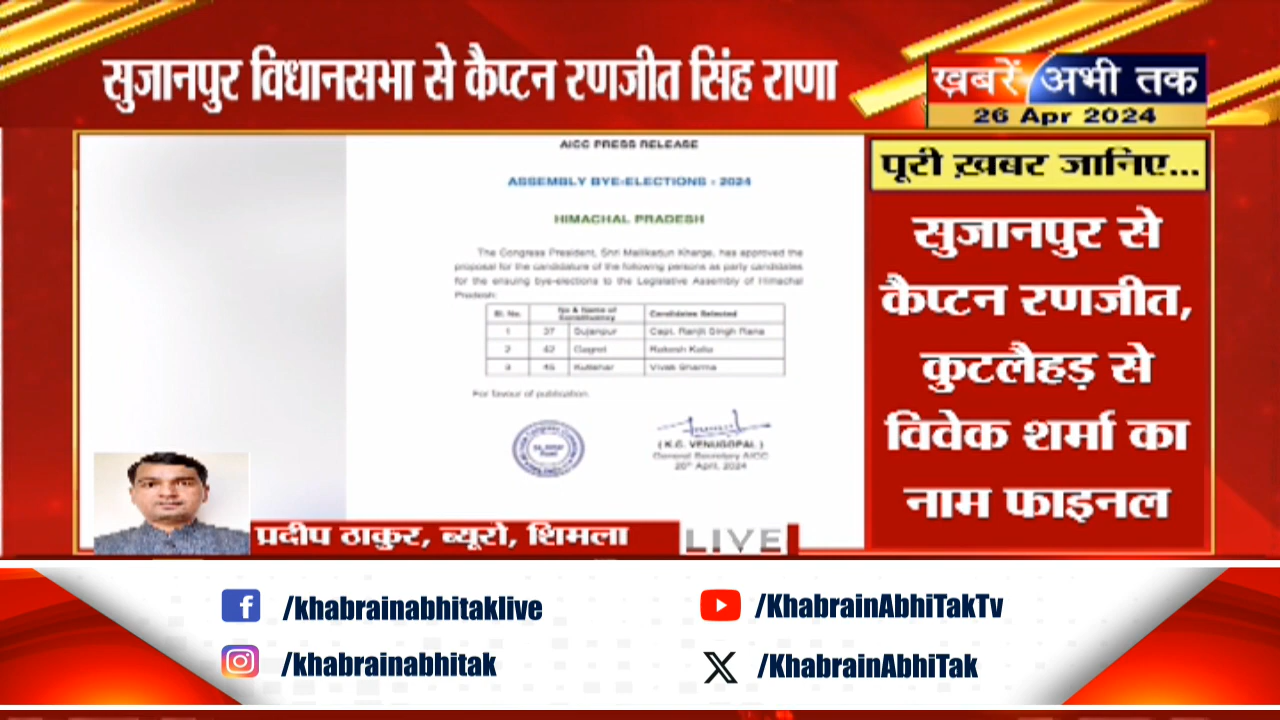 सुजानपुर विधानसभा से कैप्टन रणजीत सिंह राणा
ख़बरें अभी तक
26 Apr 2024
पूरी ख़बर जानिए...
सुजानपुर से
कैप्टन रणजीत,
कुटलैहड़ से
विवेक शर्मा का
नाम फाइनल
AICC PRESS RELEASE
ASSEMBLY BYE-ELECTIONS - 2024
HIMACHAL PRADESH
The Congress President, Shri Mallikarjun Kharge, has approved the
proposal for the candidature of the following persons as party candidates
for the ensuing bye-elections to the Legislative Assembly of Himachal
Pradesh:
Sl. No. No & Name of Constituency Candidates Selected
1 37 Sujanpur Capt. Ranjit Singh Rana
2 42 Gagret Rakesh Kalia
3 45 Kutlehar Vivek Sharma
For favour of publication.
( K.C. VENUGOPAL )
General Secretary AICC
26th April, 2024
प्रदीप ठाकुर, ब्यूरो, शिमला
LIVE
/khabrainabhitaklive
/KhabrainAbhiTakTv
/khabrainabhitak
/KhabrainAbhiTak